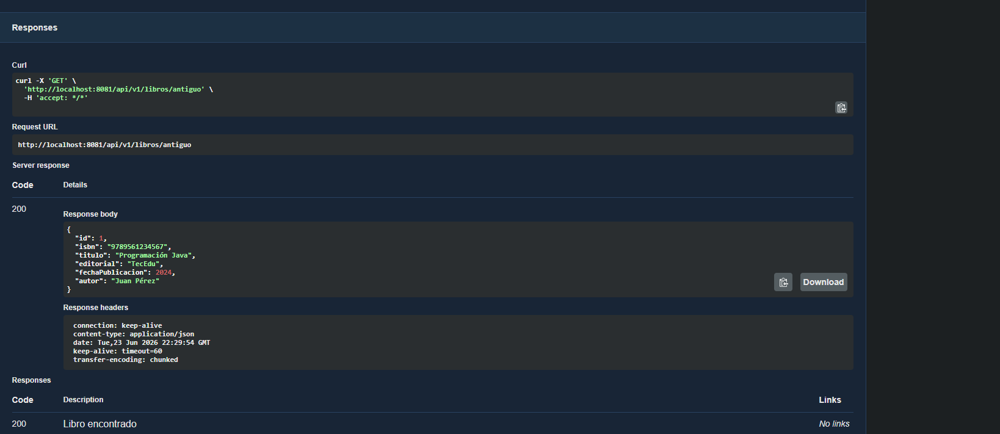 Responses
Curl
curl -X 'GET' \
  'http://localhost:8081/api/v1/libros/antiguo' \
  -H 'accept: */*'
Request URL
http://localhost:8081/api/v1/libros/antiguo
Server response
Code Details
200
Response body
{
  "id": 1,
  "isbn": "9789561234567",
  "titulo": "Programación Java",
  "editorial": "TecEdu",
  "fechaPublicacion": 2024,
  "autor": "Juan Pérez"
}
Download
Response headers
connection: keep-alive
content-type: application/json
date: Tue,23 Jun 2026 22:29:54 GMT
keep-alive: timeout=60
transfer-encoding: chunked
Responses
Code Description Links
200 Libro encontrado No links